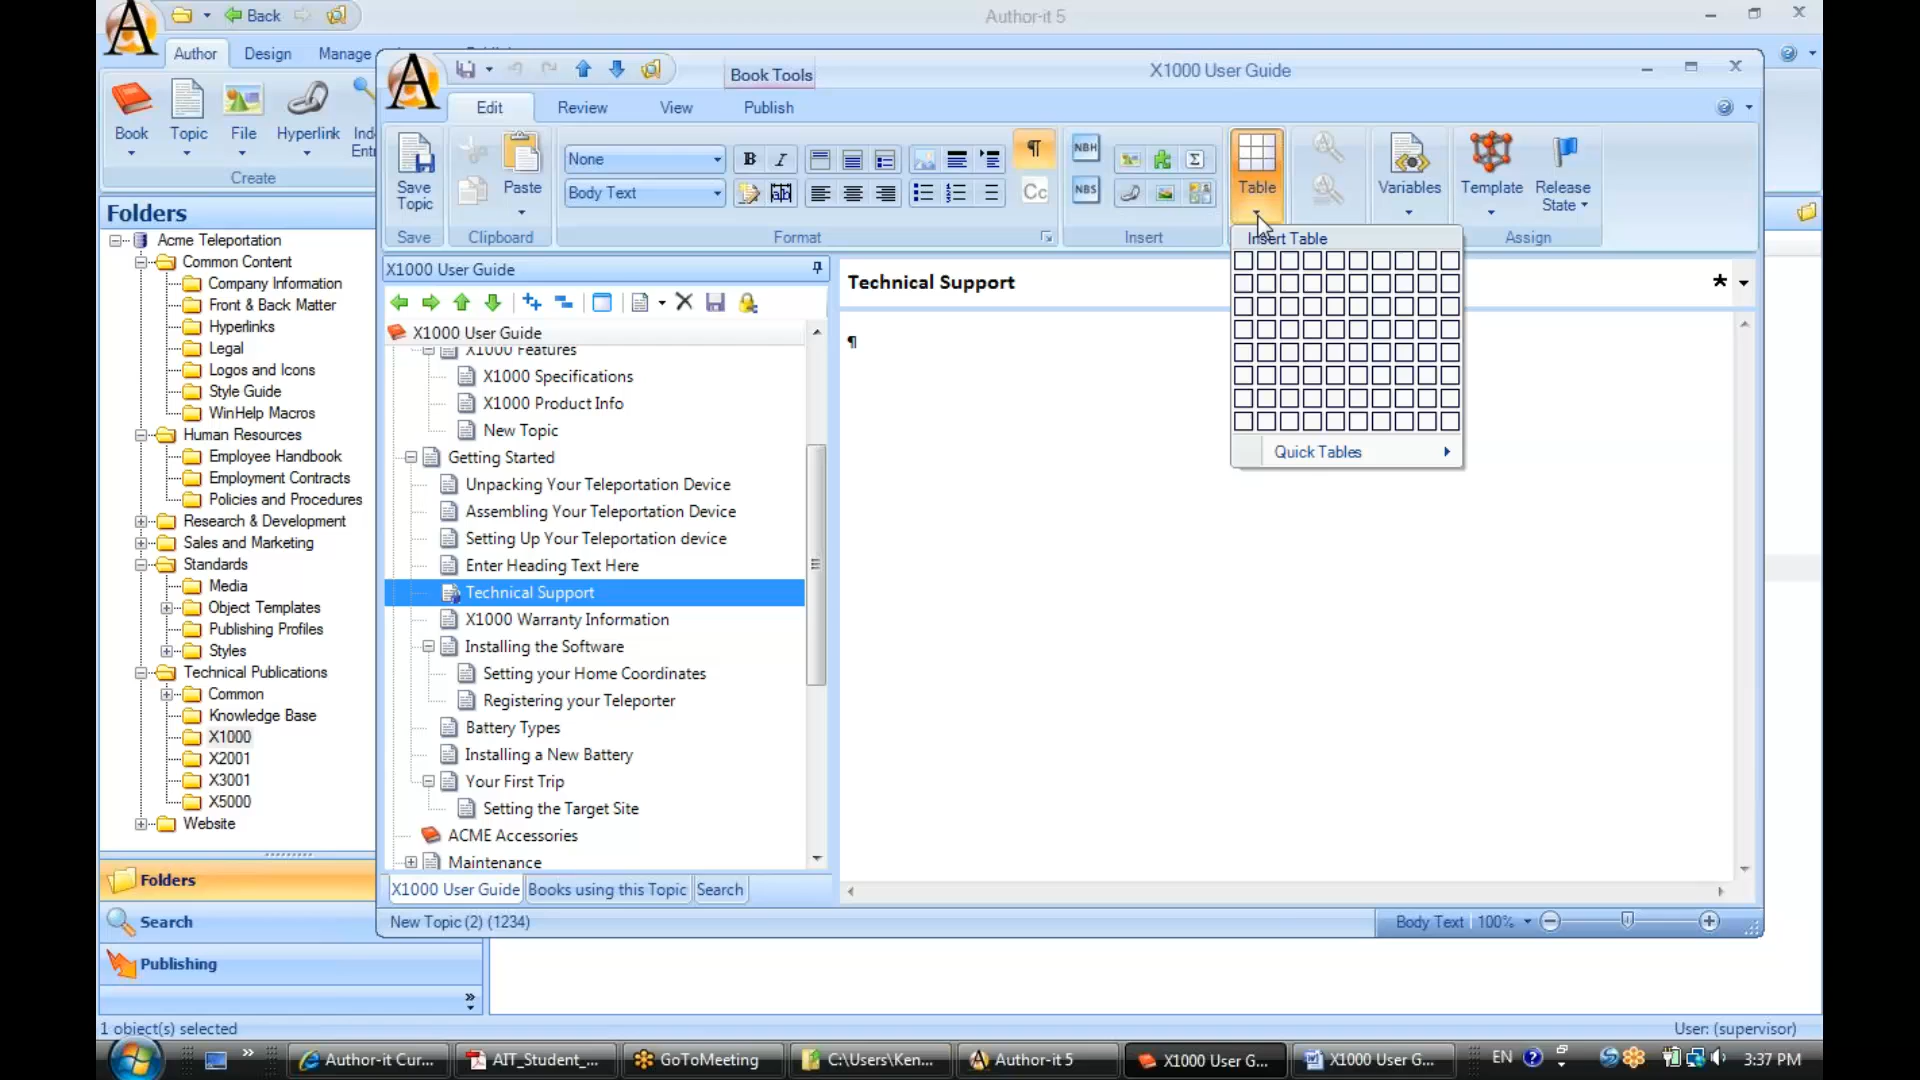 Back
Author-it 5
Author
Design
Manage
Book
Topic
File
Hyperlink
Create
Book Tools
X1000 User Guide
Edit
Review
View
Publish
Save
Topic
Paste
None
Body Text
B
I
¶
Cc
NBH
NBS
Σ
Table
Variables
Template
Release
State
Save
Clipboard
Format
Insert
Assign
Insert Table
Quick Tables
Folders
Acme Teleportation
Common Content
Company Information
Front & Back Matter
Hyperlinks
Legal
Logos and Icons
Style Guide
WinHelp Macros
Human Resources
Employee Handbook
Employment Contracts
Policies and Procedures
Research & Development
Sales and Marketing
Standards
Media
Object Templates
Publishing Profiles
Styles
Technical Publications
Common
Knowledge Base
X1000
X2001
X3001
X5000
Website
Folders
Search
Publishing
X1000 User Guide
X1000 User Guide
X1000 Features
X1000 Specifications
X1000 Product Info
New Topic
Getting Started
Unpacking Your Teleportation Device
Assembling Your Teleportation Device
Setting Up Your Teleportation device
Enter Heading Text Here
Technical Support
X1000 Warranty Information
Installing the Software
Setting your Home Coordinates
Registering your Teleporter
Battery Types
Installing a New Battery
Your First Trip
Setting the Target Site
ACME Accessories
Maintenance
X1000 User Guide
Books using this Topic
Search
New Topic (2) (1234)
Technical Support
*
¶
Body Text
100%
1 object(s) selected
User: (supervisor)
Author-it Cur...
AIT_Student_...
GoToMeeting
C:\Users\Ken...
Author-it 5
X1000 User G...
X1000 User G...
EN
3:37 PM